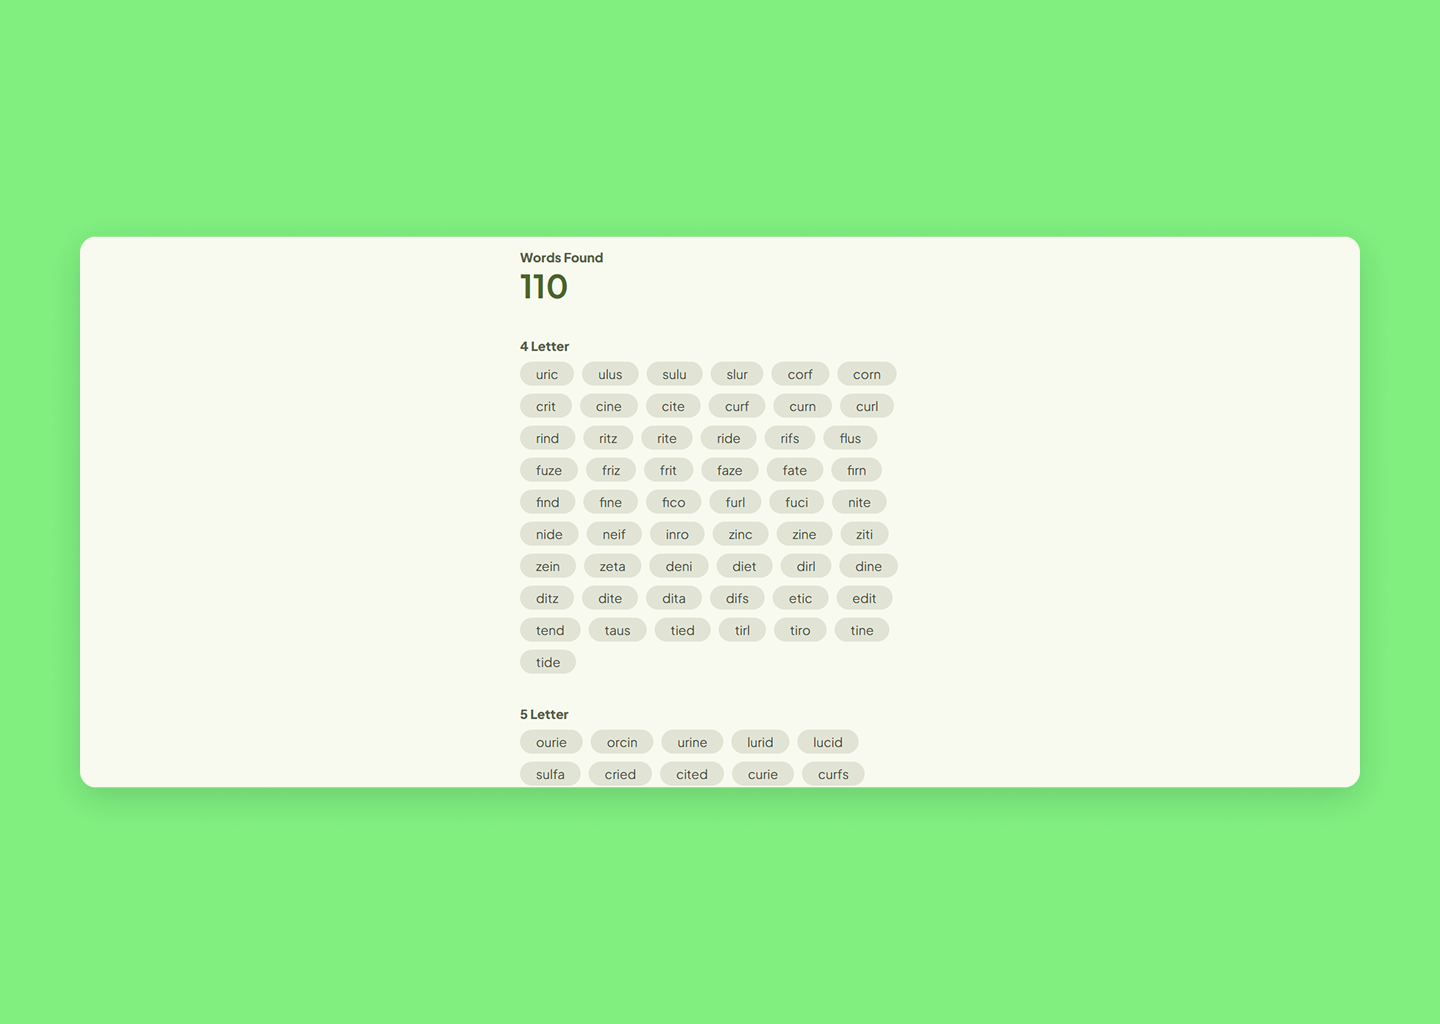 Words Found
110
4 Letter
uric ulus sulu slur corf corn
crit cine cite curf curn curl
rind ritz rite ride rifs flus
fuze friz frit faze fate firn
find fine fico furl fuci nite
nide neif inro zinc zine ziti
zein zeta deni diet dirl dine
ditz dite dita difs etic edit
tend taus tied tirl tiro tine
tide
5 Letter
ourie orcin urine lurid lucid
sulfa cried cited curie curfs